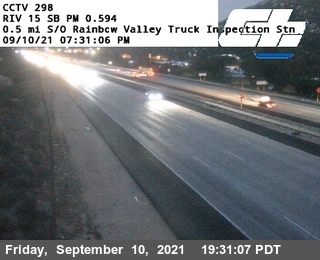 CCTV 298
RIV 15 SB PM 0.594
0.5 mi S/O Rainbow Valley Truck Inspection Stn
09/10/21 07:31:06 PM
Friday, September 10, 2021 19:31:07 PDT